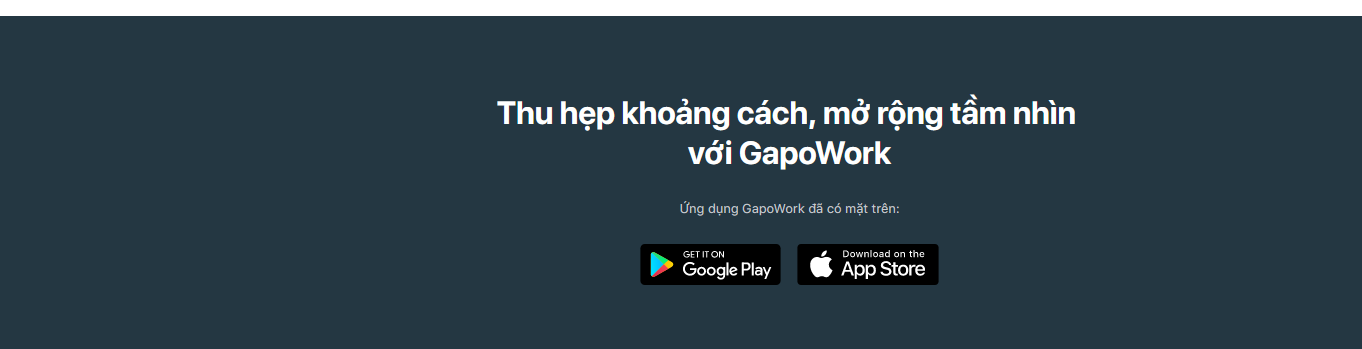 Thu hẹp khoảng cách, mở rộng tầm nhìn
với GapoWork
Ứng dụng GapoWork đã có mặt trên:
GET IT ON
Google Play
Download on the
App Store